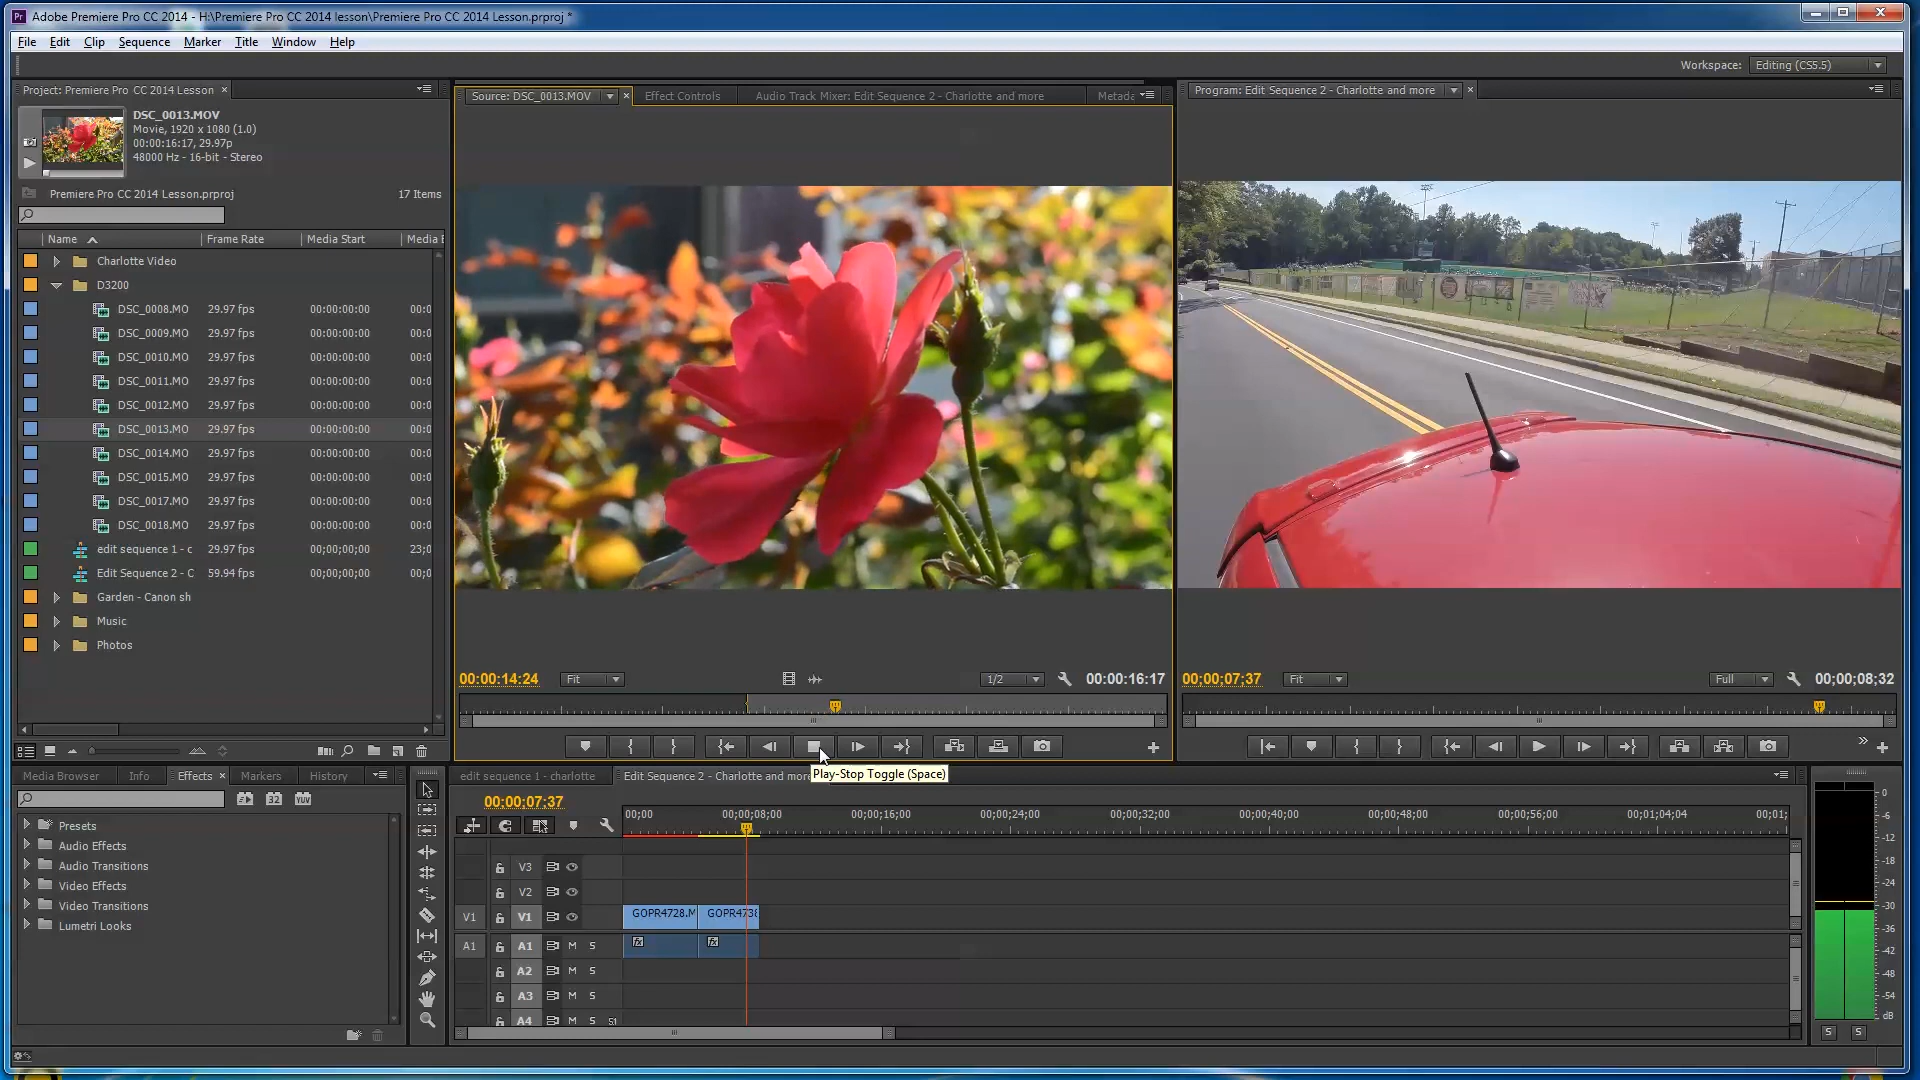 Adobe Premiere Pro CC 2014 - H:\Premiere Pro CC 2014 lesson\Premiere Pro CC 2014 Lesson.prproj *
File Edit Clip Sequence Marker Title Window Help
Workspace: Editing (CS5.5)
Project: Premiere Pro CC 2014 Lesson
DSC_0013.MOV
Movie, 1920 x 1080 (1.0)
00:00:16:17, 29.97p
48000 Hz - 16-bit - Stereo
Premiere Pro CC 2014 Lesson.prproj 17 Items
Name Frame Rate Media Start Media E
Charlotte Video
D3200
DSC_0008.MO 29.97 fps 00:00:00:00 00:0
DSC_0009.MO 29.97 fps 00:00:00:00 00:0
DSC_0010.MO 29.97 fps 00:00:00:00 00:0
DSC_0011.MO 29.97 fps 00:00:00:00 00:0
DSC_0012.MO 29.97 fps 00:00:00:00 00:0
DSC_0013.MO 29.97 fps 00:00:00:00 00:0
DSC_0014.MO 29.97 fps 00:00:00:00 00:0
DSC_0015.MO 29.97 fps 00:00:00:00 00:0
DSC_0017.MO 29.97 fps 00:00:00:00 00:0
DSC_0018.MO 29.97 fps 00:00:00:00 00:0
edit sequence 1 - c 29.97 fps 00;00;00;00 23;0
Edit Sequence 2 - C 59.94 fps 00;00;00;00 00;0
Garden - Canon sh
Music
Photos
Source: DSC_0013.MOV Effect Controls Audio Track Mixer: Edit Sequence 2 - Charlotte and more Metada
00:00:14:24 Fit 1/2 00:00:16:17
Play-Stop Toggle (Space)
Program: Edit Sequence 2 - Charlotte and more
00;00;07;37 Fit Full 00;00;08;32
Media Browser Info Effects Markers History
32 YUV
Presets
Audio Effects
Audio Transitions
Video Effects
Video Transitions
Lumetri Looks
edit sequence 1 - charlotte Edit Sequence 2 - Charlotte and more
00;00;07;37
00;00 00;00;08;00 00;00;16;00 00;00;24;00 00;00;32;00 00;00;40;00 00;00;48;00 00;00;56;00 00;01;04;04 00;01;
V3
V2
V1 V1 GOPR4728.M GOPR4738
A1 A1 M S fx fx
A2 M S
A3 M S
A4 M S S1
0
-6
-12
-18
-24
-30
-36
-42
-48
-54
dB
S S